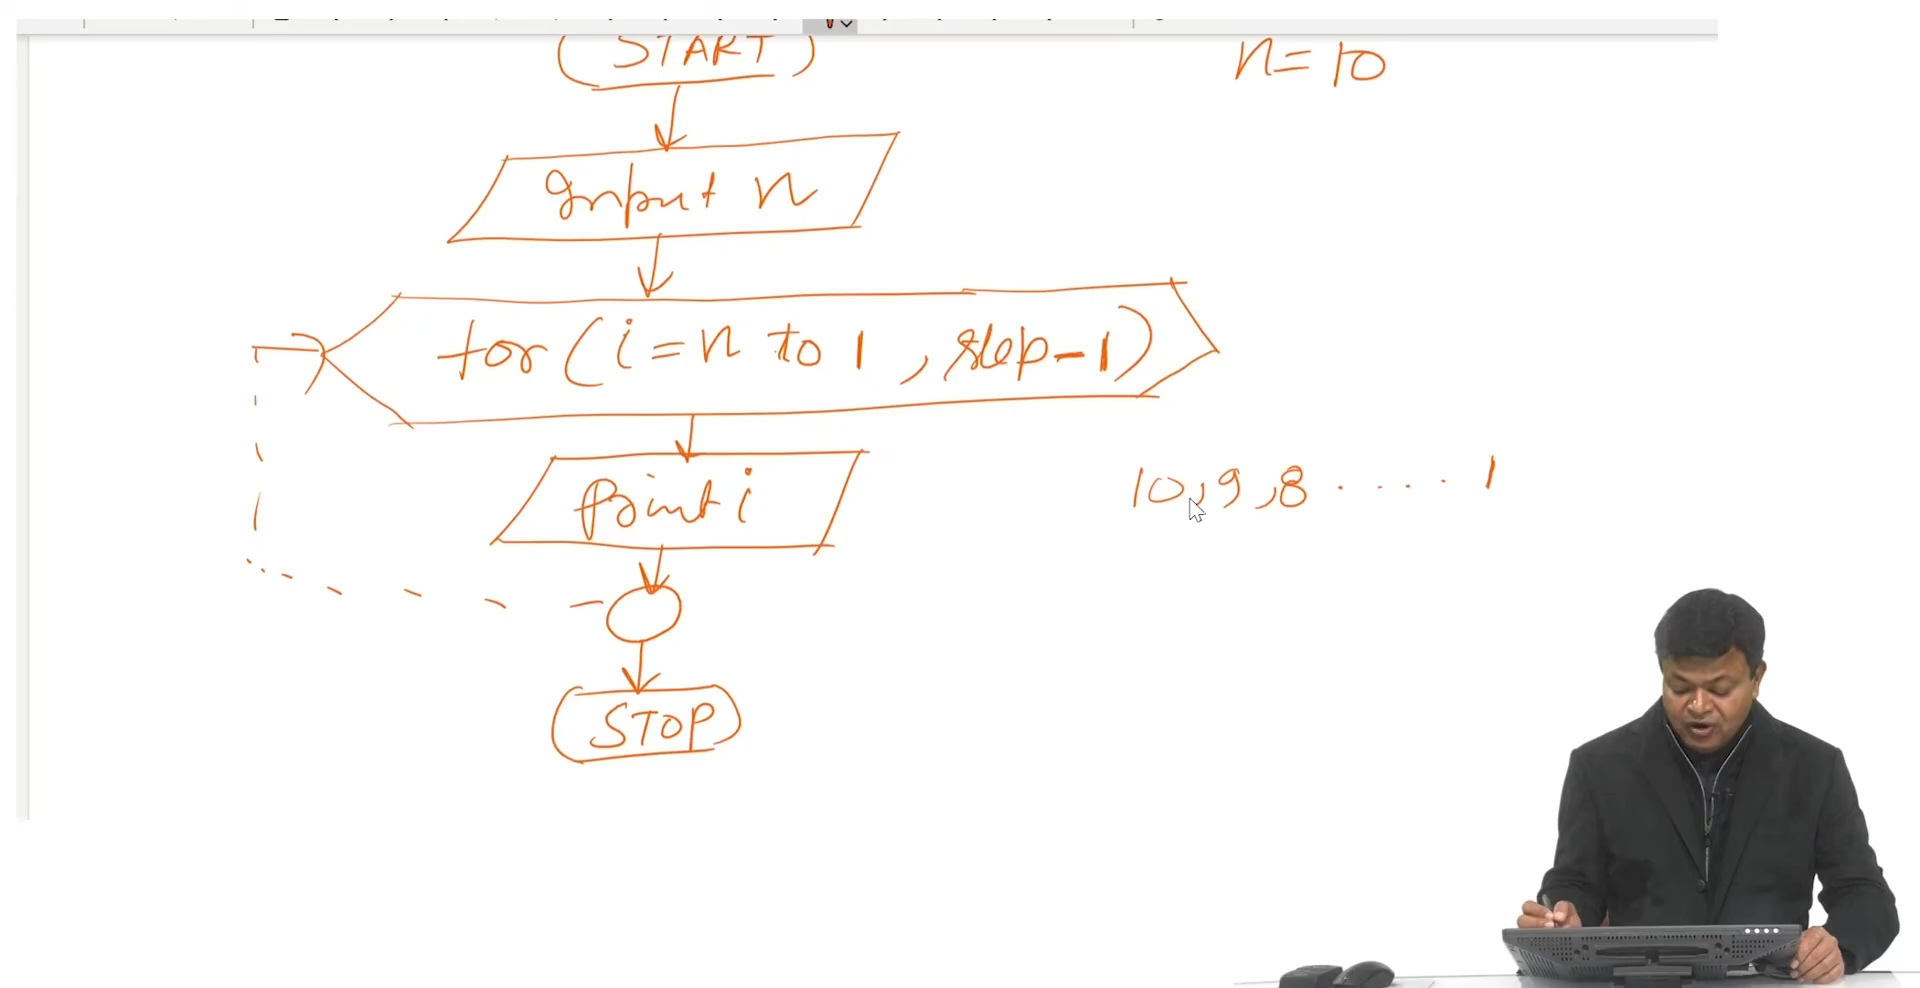 START
n = 10
Input n
for ( i = n to 1 , step - 1 )
print i
10, 9, 8 ..... 1
STOP